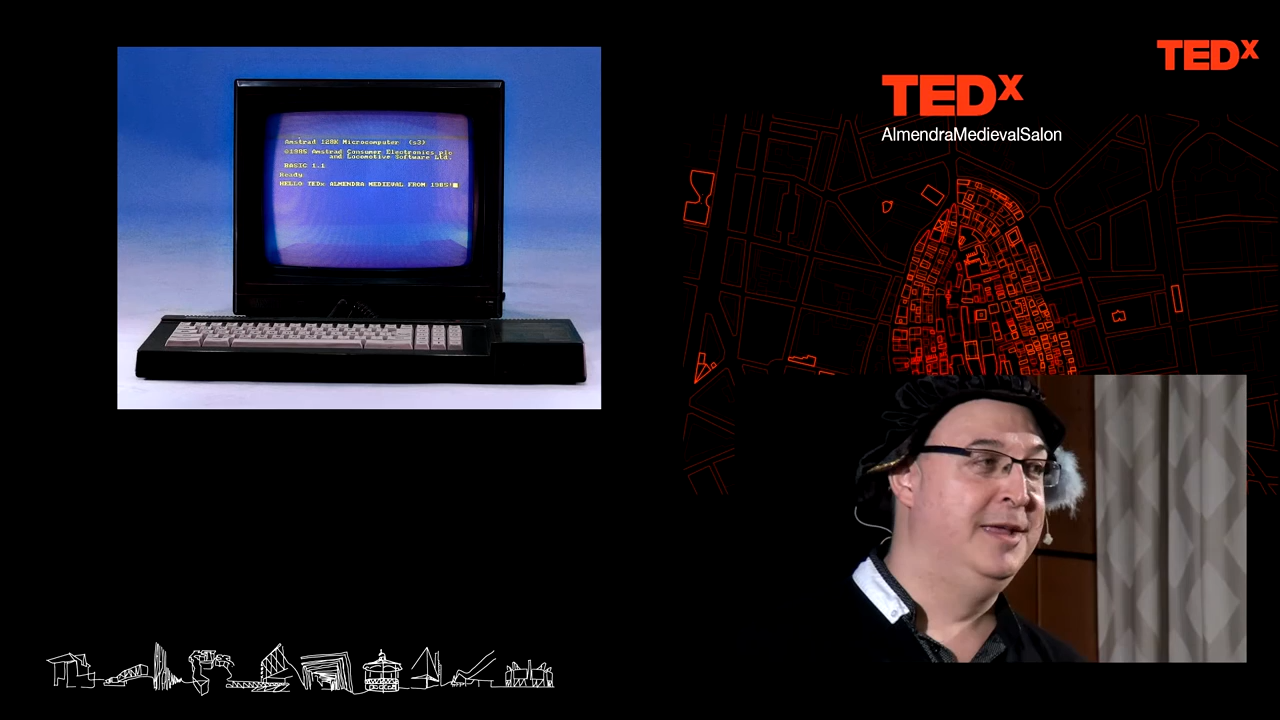 Amstrad 128K Microcomputer (s3)
©1985 Amstrad Consumer Electronics plc
and Locomotive Software Ltd.
BASIC 1.1
Ready
HELLO TEDx ALMENDRA MEDIEVAL FROM 1985!
TEDx
AlmendraMedievalSalon
TEDx